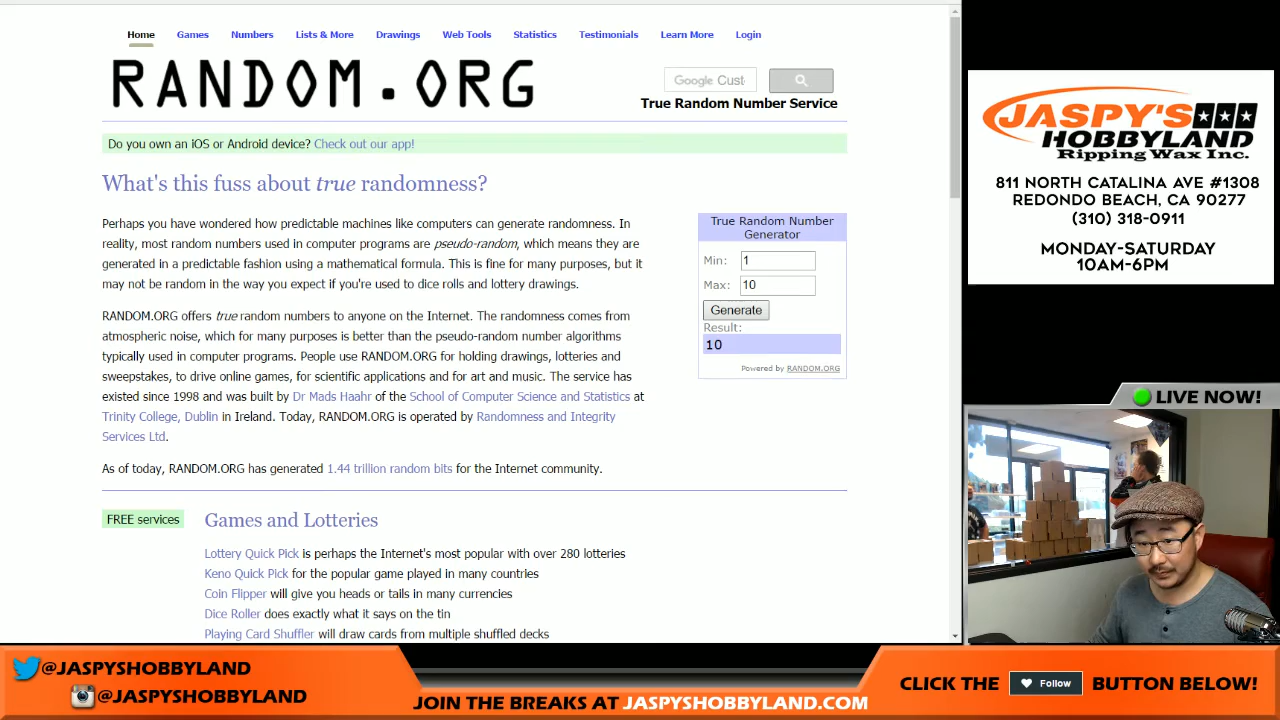 Home Games Numbers Lists & More Drawings Web Tools Statistics Testimonials Learn More Login
RANDOM.ORG
Google Cust
True Random Number Service
Do you own an iOS or Android device? Check out our app!
What's this fuss about true randomness?
Perhaps you have wondered how predictable machines like computers can generate randomness. In
reality, most random numbers used in computer programs are pseudo-random, which means they are
generated in a predictable fashion using a mathematical formula. This is fine for many purposes, but it
may not be random in the way you expect if you're used to dice rolls and lottery drawings.
RANDOM.ORG offers true random numbers to anyone on the Internet. The randomness comes from
atmospheric noise, which for many purposes is better than the pseudo-random number algorithms
typically used in computer programs. People use RANDOM.ORG for holding drawings, lotteries and
sweepstakes, to drive online games, for scientific applications and for art and music. The service has
existed since 1998 and was built by Dr Mads Haahr of the School of Computer Science and Statistics at
Trinity College, Dublin in Ireland. Today, RANDOM.ORG is operated by Randomness and Integrity
Services Ltd.
As of today, RANDOM.ORG has generated 1.44 trillion random bits for the Internet community.
True Random Number
Generator
Min: 1
Max: 10
Generate
Result:
10
Powered by RANDOM.ORG
FREE services
Games and Lotteries
Lottery Quick Pick is perhaps the Internet's most popular with over 280 lotteries
Keno Quick Pick for the popular game played in many countries
Coin Flipper will give you heads or tails in many currencies
Dice Roller does exactly what it says on the tin
Playing Card Shuffler will draw cards from multiple shuffled decks
JASPY'S
HOBBYLAND
Ripping Wax Inc.
811 NORTH CATALINA AVE #1308
REDONDO BEACH, CA 90277
(310) 318-0911
MONDAY-SATURDAY
10AM-6PM
LIVE NOW!
@JASPYSHOBBYLAND
@JASPYSHOBBYLAND
JOIN THE BREAKS AT JASPYSHOBBYLAND.COM
CLICK THE Follow BUTTON BELOW!